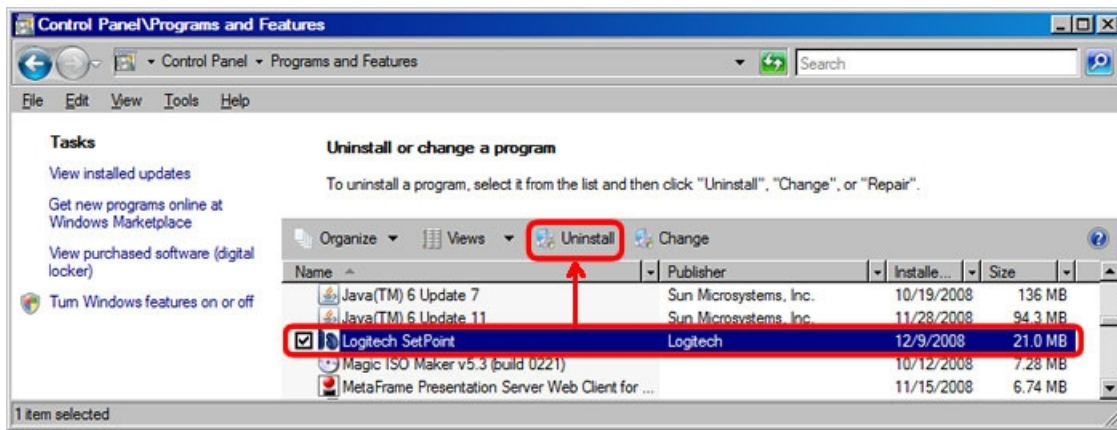 Control Panel\Programs and Features
Control Panel Programs and Features Search
File Edit View Tools Help
Tasks
View installed updates
Get new programs online at
Windows Marketplace
View purchased software (digital
locker)
Turn Windows features on or off
Uninstall or change a program
To uninstall a program, select it from the list and then click "Uninstall", "Change", or "Repair".
Organize Views Uninstall Change
Name Publisher Installe... Size
Java(TM) 6 Update 7 Sun Microsystems, Inc. 10/19/2008 136 MB
Java(TM) 6 Update 11 Sun Microsystems, Inc. 11/28/2008 94.3 MB
Logitech SetPoint Logitech 12/9/2008 21.0 MB
Magic ISO Maker v5.3 (build 0221) 10/12/2008 7.28 MB
MetaFrame Presentation Server Web Client for ... 11/15/2008 6.74 MB
1 item selected